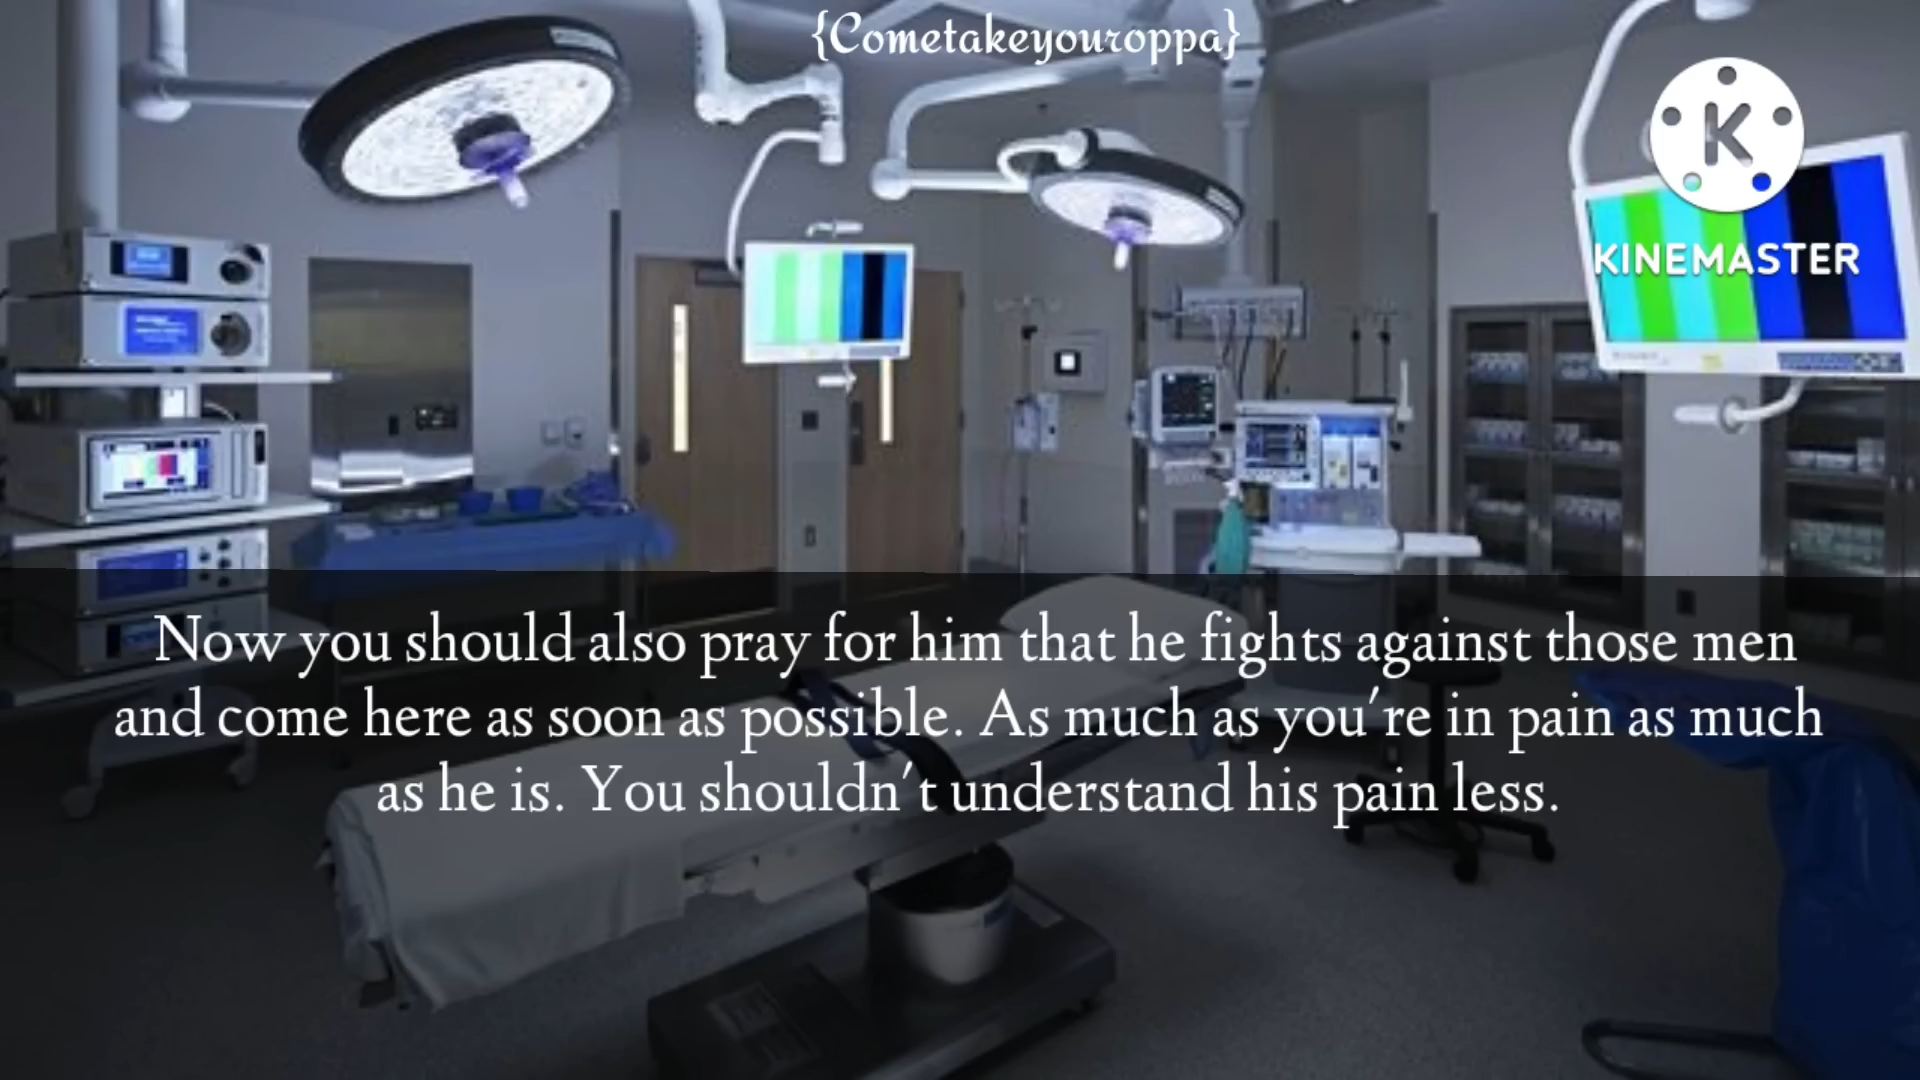 {Cometakeyouroppa}
K
KINEMASTER
Now you should also pray for him that he fights against those men
and come here as soon as possible. As much as you're in pain as much
as he is. You shouldn't understand his pain less.